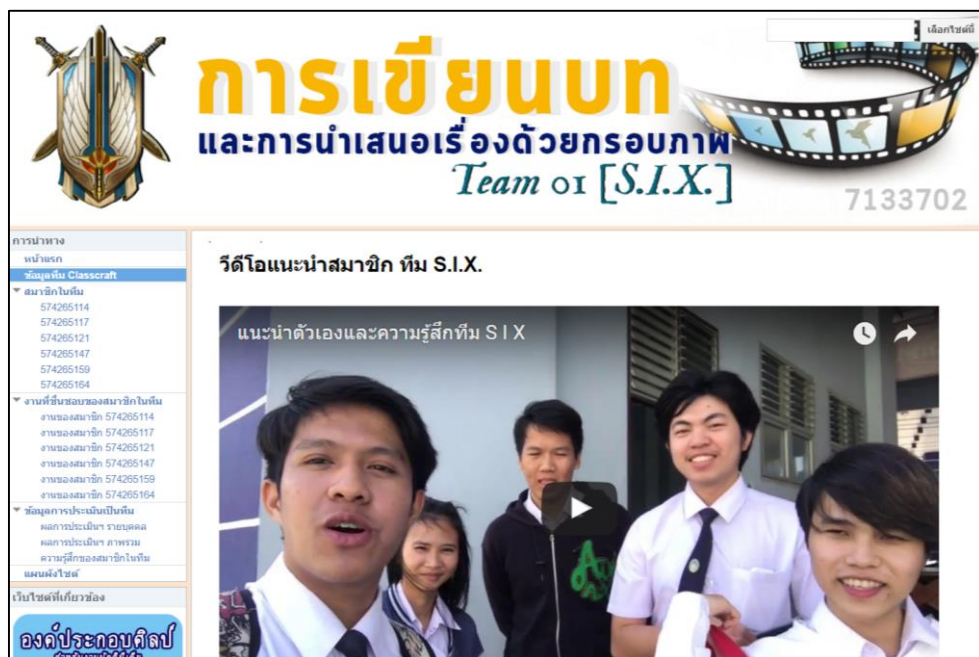 เลือกไซต์นี้
การเขียนบท
และการนำเสนอเรื่องด้วยกรอบภาพ
Team 01 [S.I.X.]
7133702
การนำทาง
หน้าแรก
ข้อมูลทีม Classcraft
สมาชิกในทีม
574265114
574265117
574265121
574265147
574265159
574265164
งานที่ชื่นชอบของสมาชิกในทีม
งานของสมาชิก 574265114
งานของสมาชิก 574265117
งานของสมาชิก 574265121
งานของสมาชิก 574265147
งานของสมาชิก 574265159
งานของสมาชิก 574265164
ข้อมูลการประเมินเป็นทีม
ผลการประเมินฯ รายบุคคล
ผลการประเมินฯ ภาพรวม
ความรู้สึกของสมาชิกในทีม
แผนผังไซต์
เว็บไซต์ที่เกี่ยวข้อง
องค์ประกอบศิลป์
วีดีโอแนะนำสมาชิก ทีม S.I.X.
แนะนำตัวเองและความรู้สึกทีม S I X